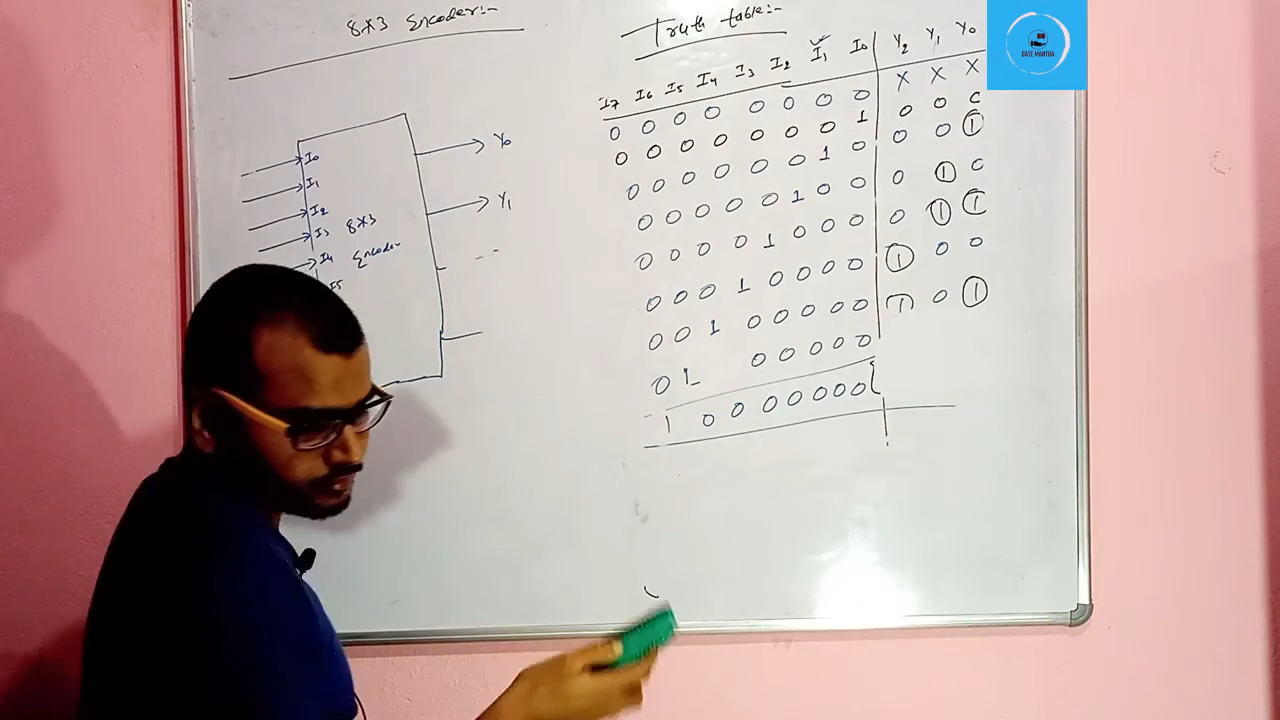 8*3 Encoder:-
I0
I1
I2
I3
I4
I5
8*3
Encoder
Y0
Y1
Truth table:-
I7 I6 I5 I4 I3 I2 I1 I0 Y2 Y1 Y0
0 0 0 0 0 0 0 0 X X X
0 0 0 0 0 0 0 1 0 0 0
0 0 0 0 0 0 1 0 0 0 1
0 0 0 0 0 1 0 0 0 1 0
0 0 0 0 1 0 0 0 0 1 1
0 0 0 1 0 0 0 0 1 0 0
0 0 1 0 0 0 0 0 1 0 1
0 1 0 0 0 0 0
1 0 0 0 0 0 0 0
GATE MANTRA